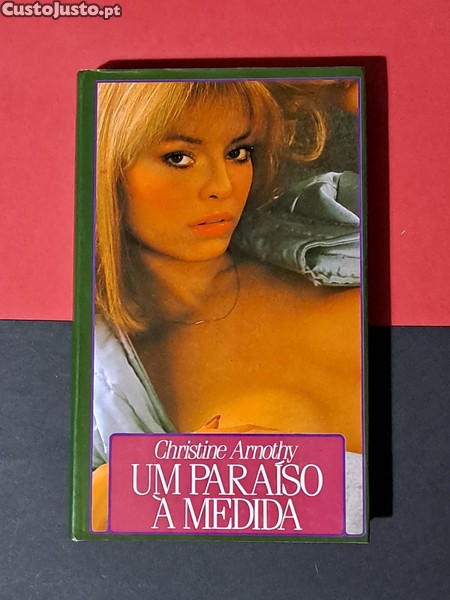 CustoJusto.pt
Christine Arnothy
UM PARAÍSO
À MEDIDA